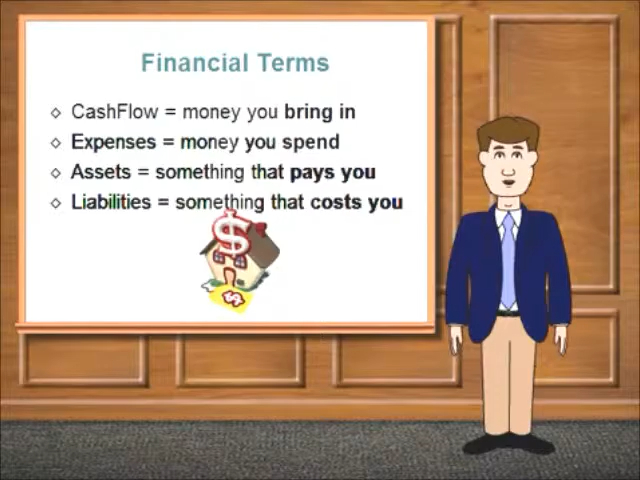 Financial Terms
◇ CashFlow = money you bring in
◇ Expenses = money you spend
◇ Assets = something that pays you
◇ Liabilities = something that costs you
$
$